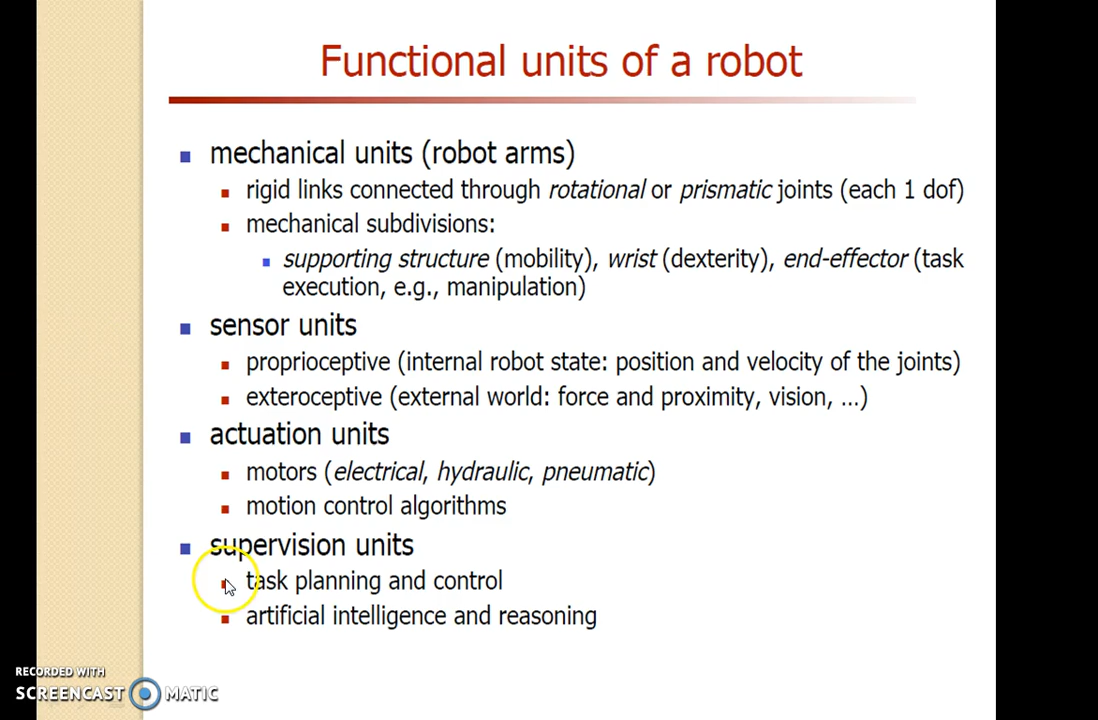 Functional units of a robot
mechanical units (robot arms)
rigid links connected through rotational or prismatic joints (each 1 dof)
mechanical subdivisions:
supporting structure (mobility), wrist (dexterity), end-effector (task
execution, e.g., manipulation)
sensor units
proprioceptive (internal robot state: position and velocity of the joints)
exteroceptive (external world: force and proximity, vision, ...)
actuation units
motors (electrical, hydraulic, pneumatic)
motion control algorithms
supervision units
task planning and control
artificial intelligence and reasoning
RECORDED WITH
SCREENCAST MATIC